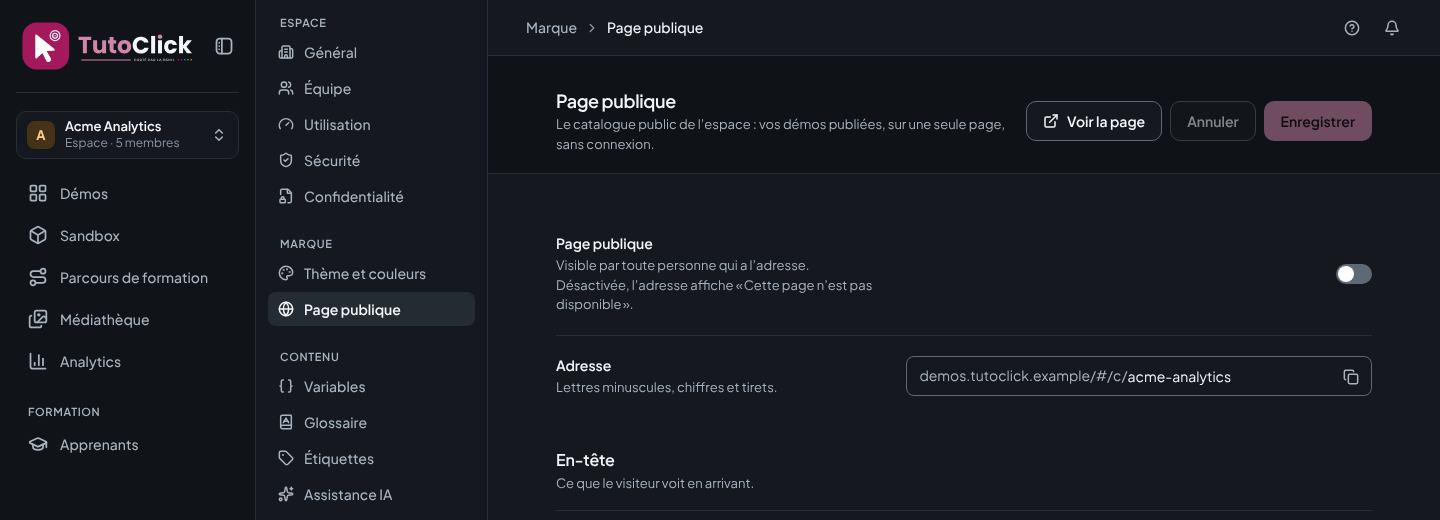 TutoClick
A
Acme Analytics
Espace · 5 membres
Démos
Sandbox
Parcours de formation
Médiathèque
Analytics
FORMATION
Apprenants
ESPACE
Général
Équipe
Utilisation
Sécurité
Confidentialité
MARQUE
Thème et couleurs
Page publique
CONTENU
Variables
Glossaire
Étiquettes
Assistance IA
Marque > Page publique
Page publique
Le catalogue public de l'espace : vos démos publiées, sur une seule page,
sans connexion.
Voir la page
Annuler
Enregistrer
Page publique
Visible par toute personne qui a l'adresse.
Désactivée, l'adresse affiche « Cette page n'est pas
disponible ».
Adresse
Lettres minuscules, chiffres et tirets.
demos.tutoclick.example/#/c/acme-analytics
En-tête
Ce que le visiteur voit en arrivant.